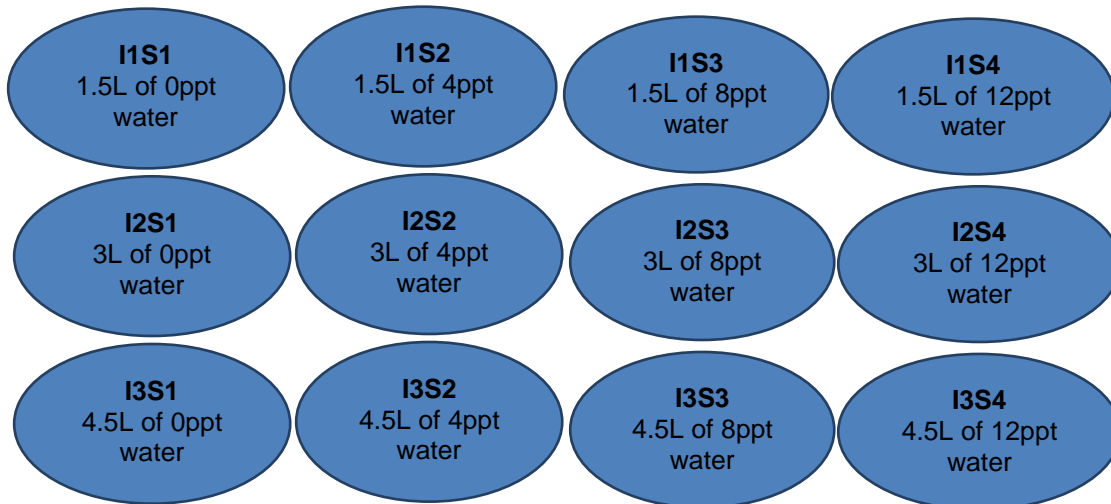 I1S1
1.5L of 0ppt
water
I1S2
1.5L of 4ppt
water
I1S3
1.5L of 8ppt
water
I1S4
1.5L of 12ppt
water
I2S1
3L of 0ppt
water
I2S2
3L of 4ppt
water
I2S3
3L of 8ppt
water
I2S4
3L of 12ppt
water
I3S1
4.5L of 0ppt
water
I3S2
4.5L of 4ppt
water
I3S3
4.5L of 8ppt
water
I3S4
4.5L of 12ppt
water